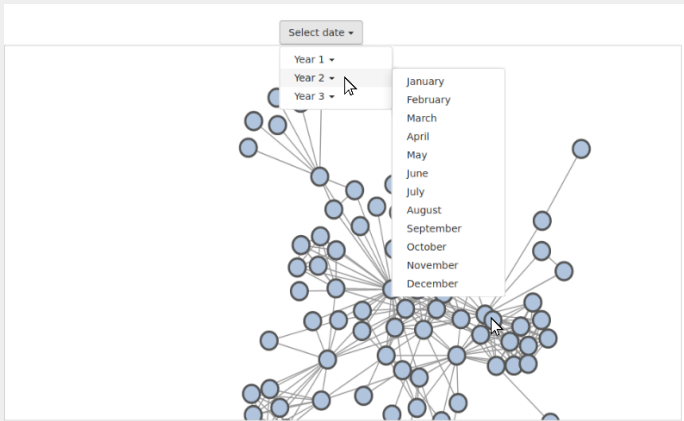 Select date
Year 1
Year 2
Year 3
January
February
March
April
May
June
July
August
September
October
November
December